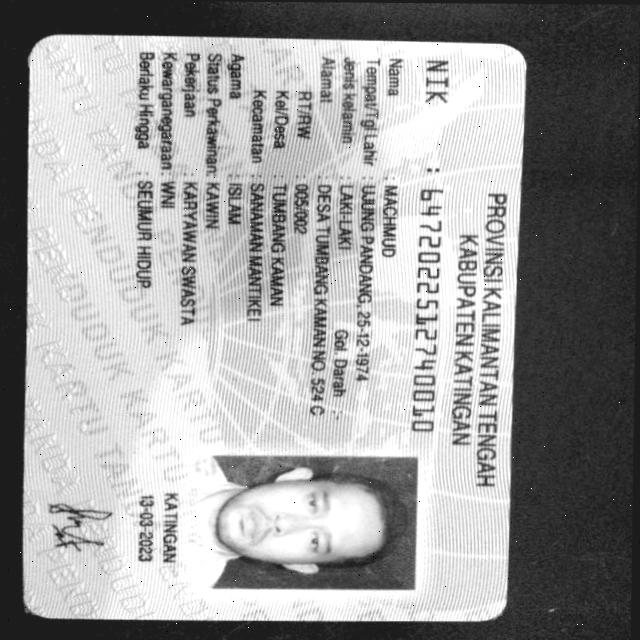 PROVINSI KALIMANTAN TENGAH
KABUPATEN KATINGAN
NIK : 6472022512740010
Nama : MACHMUD
Tempat/Tgl Lahir : UJUNG PANDANG, 25-12-1974
Jenis kelamin : LAKI-LAKI Gol. Darah : -
Alamat : DESA TUMBANG KAMAN NO. 524 C
RT/RW : 005/002
Kel/Desa : TUMBANG KAMAN
Kecamatan : SANAMAN MANTIKEI
Agama : ISLAM
Status Perkawinan: KAWIN
Pekerjaan : KARYAWAN SWASTA
Kewarganegaraan: WNI
Berlaku Hingga : SEUMUR HIDUP
KATINGAN
13-03-2023